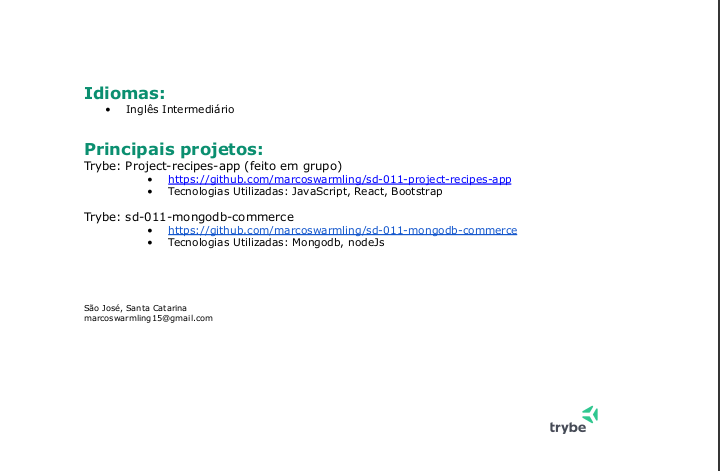 Idiomas:
• Inglês Intermediário
Principais projetos:
Trybe: Project-recipes-app (feito em grupo)
• https://github.com/marcoswarmling/sd-011-project-recipes-app
• Tecnologias Utilizadas: JavaScript, React, Bootstrap
Trybe: sd-011-mongodb-commerce
• https://github.com/marcoswarmling/sd-011-mongodb-commerce
• Tecnologias Utilizadas: Mongodb, nodeJs
São José, Santa Catarina
marcoswarmling15@gmail.com
trybe